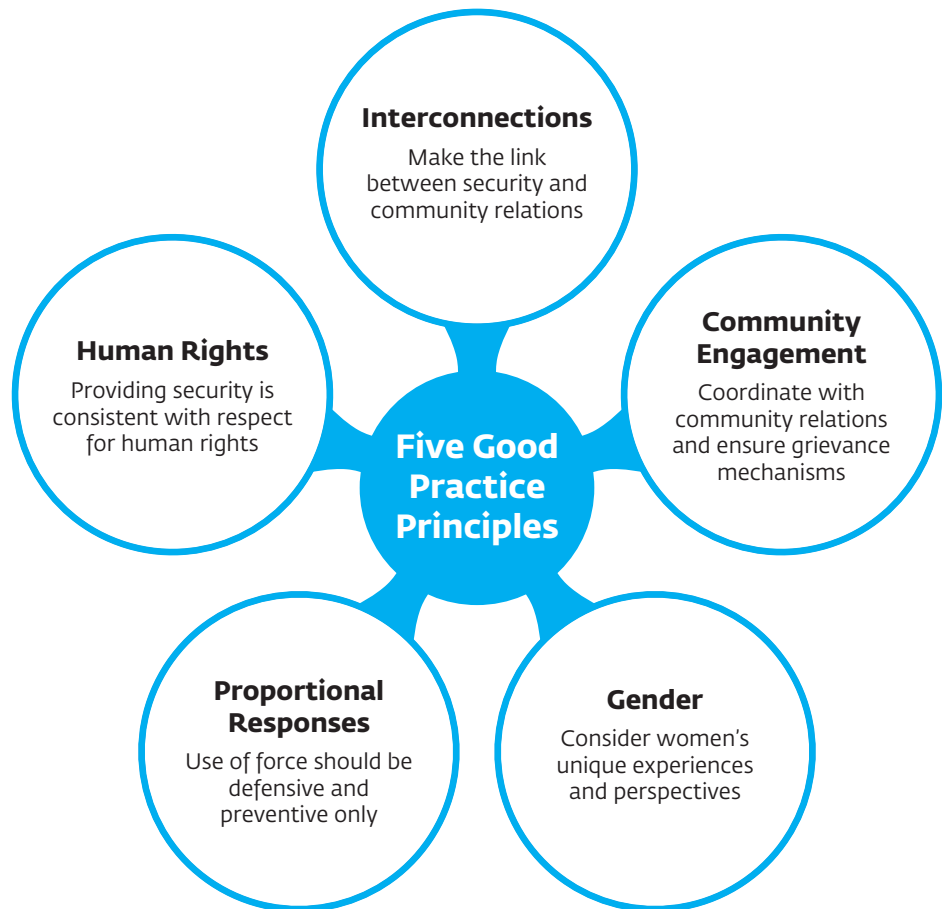 Interconnections
Make the link
between security and
community relations
Community
Engagement
Coordinate with
community relations
and ensure grievance
mechanisms
Human Rights
Providing security is
consistent with respect
for human rights
Five Good
Practice
Principles
Proportional
Responses
Use of force should be
defensive and
preventive only
Gender
Consider women's
unique experiences
and perspectives